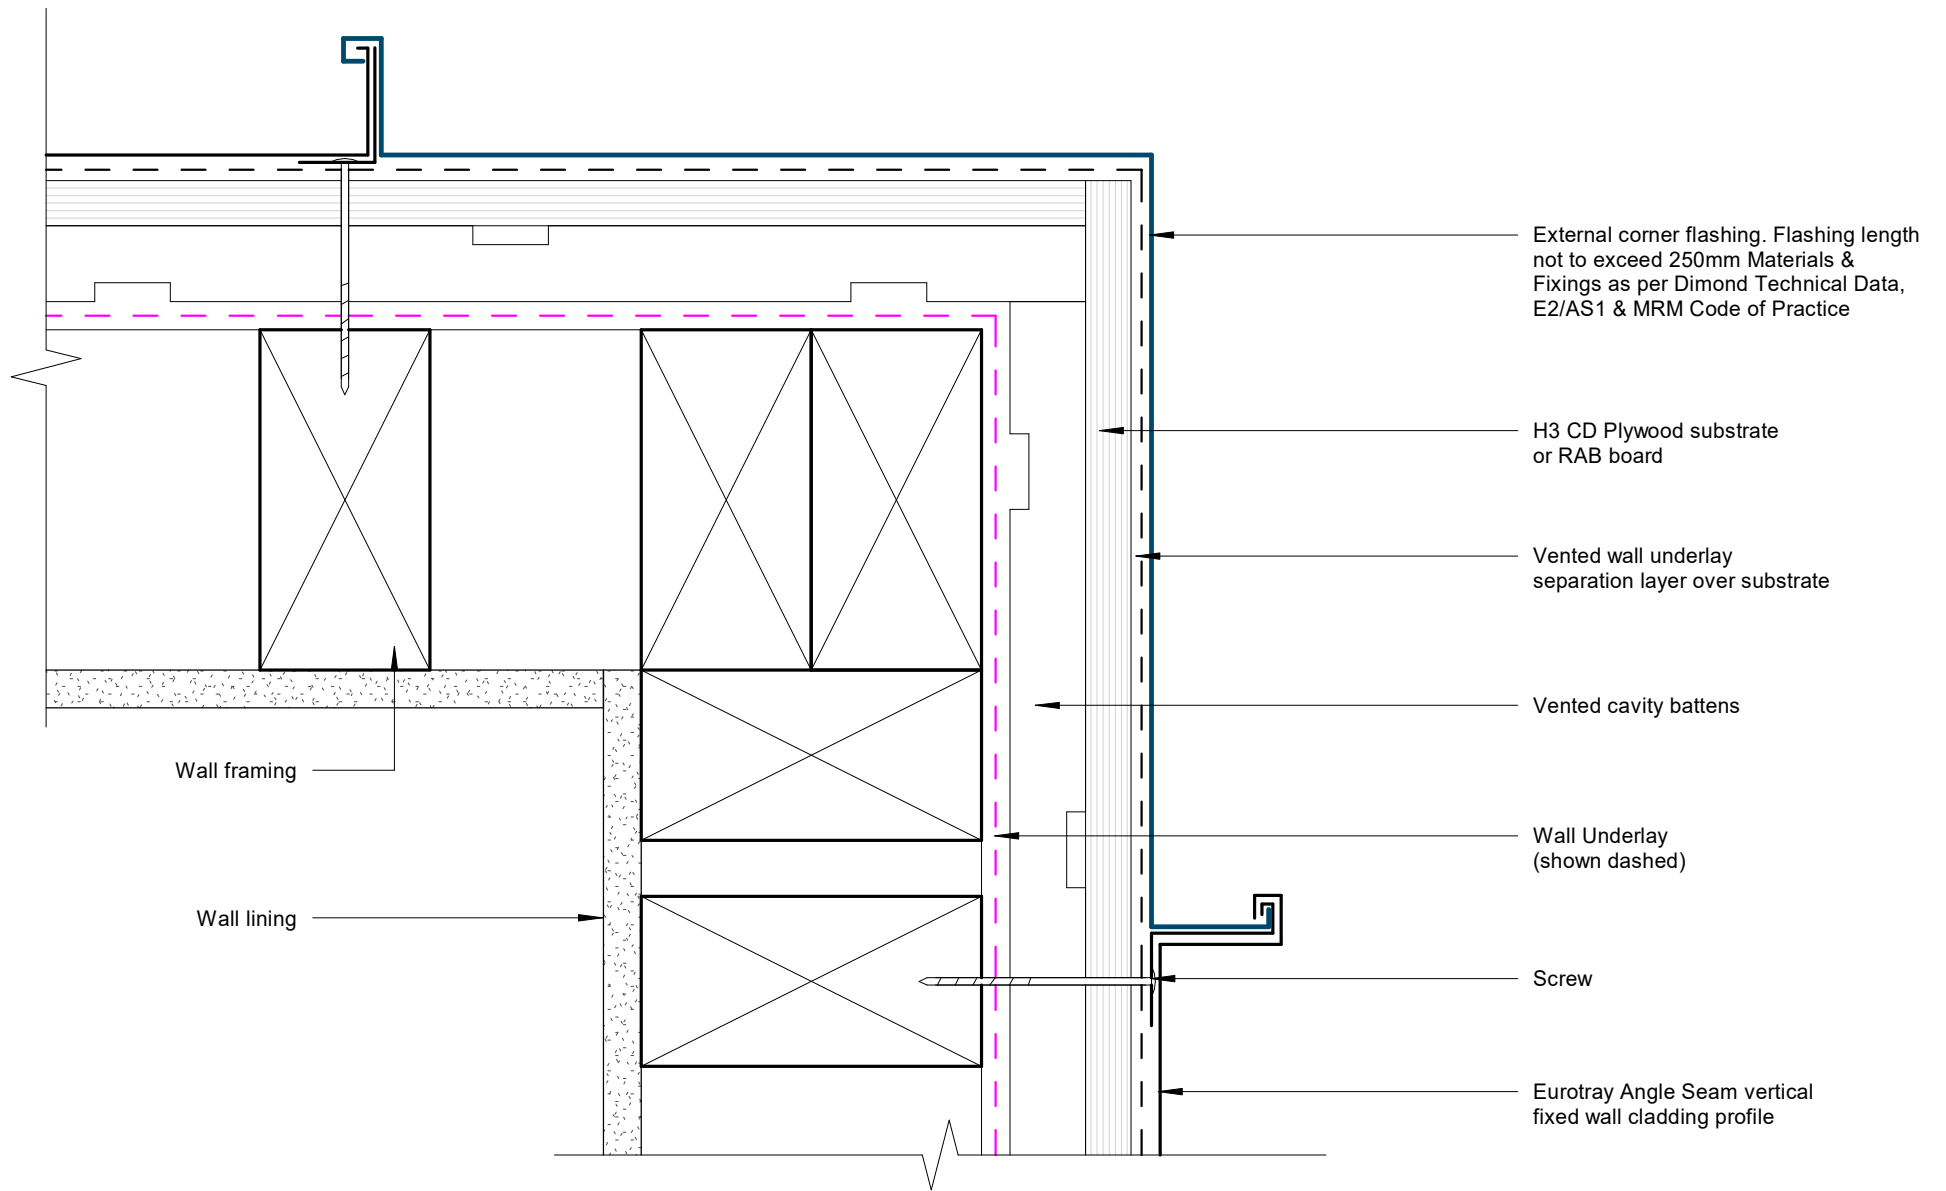 External corner flashing. Flashing length
not to exceed 250mm Materials &
Fixings as per Dimond Technical Data,
E2/AS1 & MRM Code of Practice
H3 CD Plywood substrate
or RAB board
Vented wall underlay
separation layer over substrate
Vented cavity battens
Wall framing
Wall Underlay
(shown dashed)
Wall lining
Screw
Eurotray Angle Seam vertical
fixed wall cladding profile